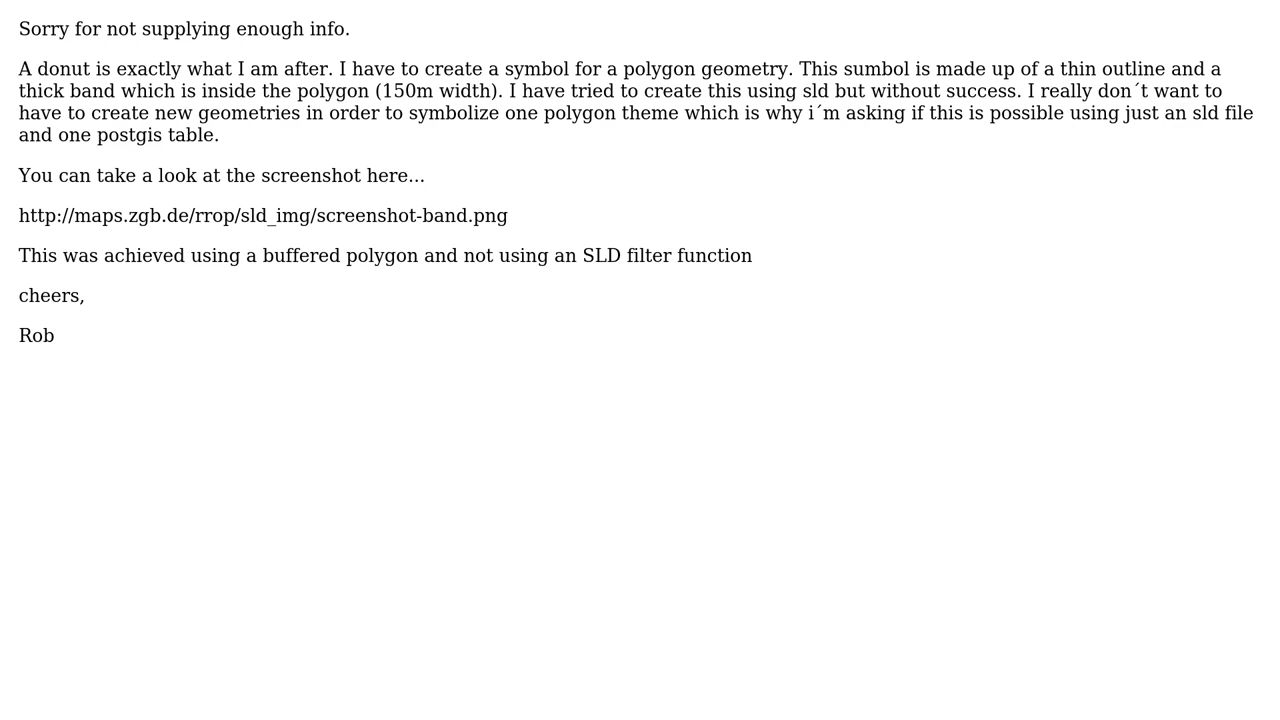 Sorry for not supplying enough info.
A donut is exactly what I am after. I have to create a symbol for a polygon geometry. This sumbol is made up of a thin outline and a
thick band which is inside the polygon (150m width). I have tried to create this using sld but without success. I really don´t want to
have to create new geometries in order to symbolize one polygon theme which is why i´m asking if this is possible using just an sld file
and one postgis table.
You can take a look at the screenshot here...
http://maps.zgb.de/rrop/sld_img/screenshot-band.png
This was achieved using a buffered polygon and not using an SLD filter function
cheers,
Rob